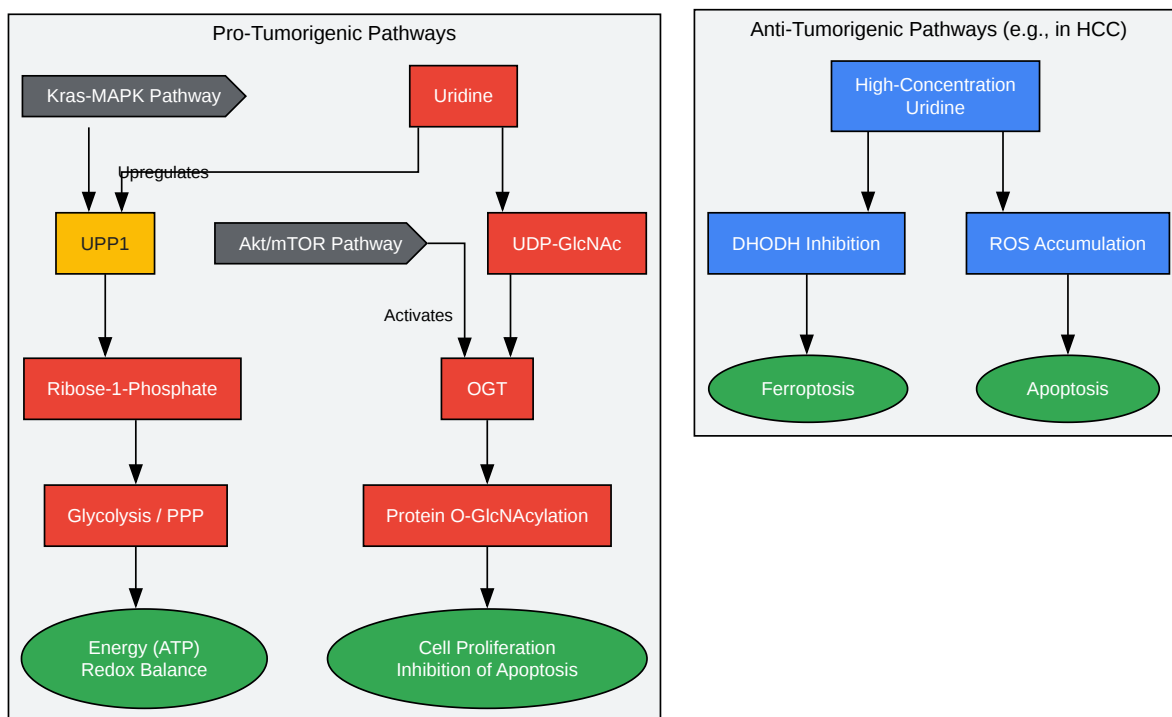 Pro-Tumorigenic Pathways
Kras-MAPK Pathway
Uridine
Upregulates
UPP1
Akt/mTOR Pathway
UDP-GlcNAc
Activates
Ribose-1-Phosphate
OGT
Glycolysis / PPP
Protein O-GlcNAcylation
Energy (ATP)
Redox Balance
Cell Proliferation
Inhibition of Apoptosis
Anti-Tumorigenic Pathways (e.g., in HCC)
High-Concentration
Uridine
DHODH Inhibition
ROS Accumulation
Ferroptosis
Apoptosis